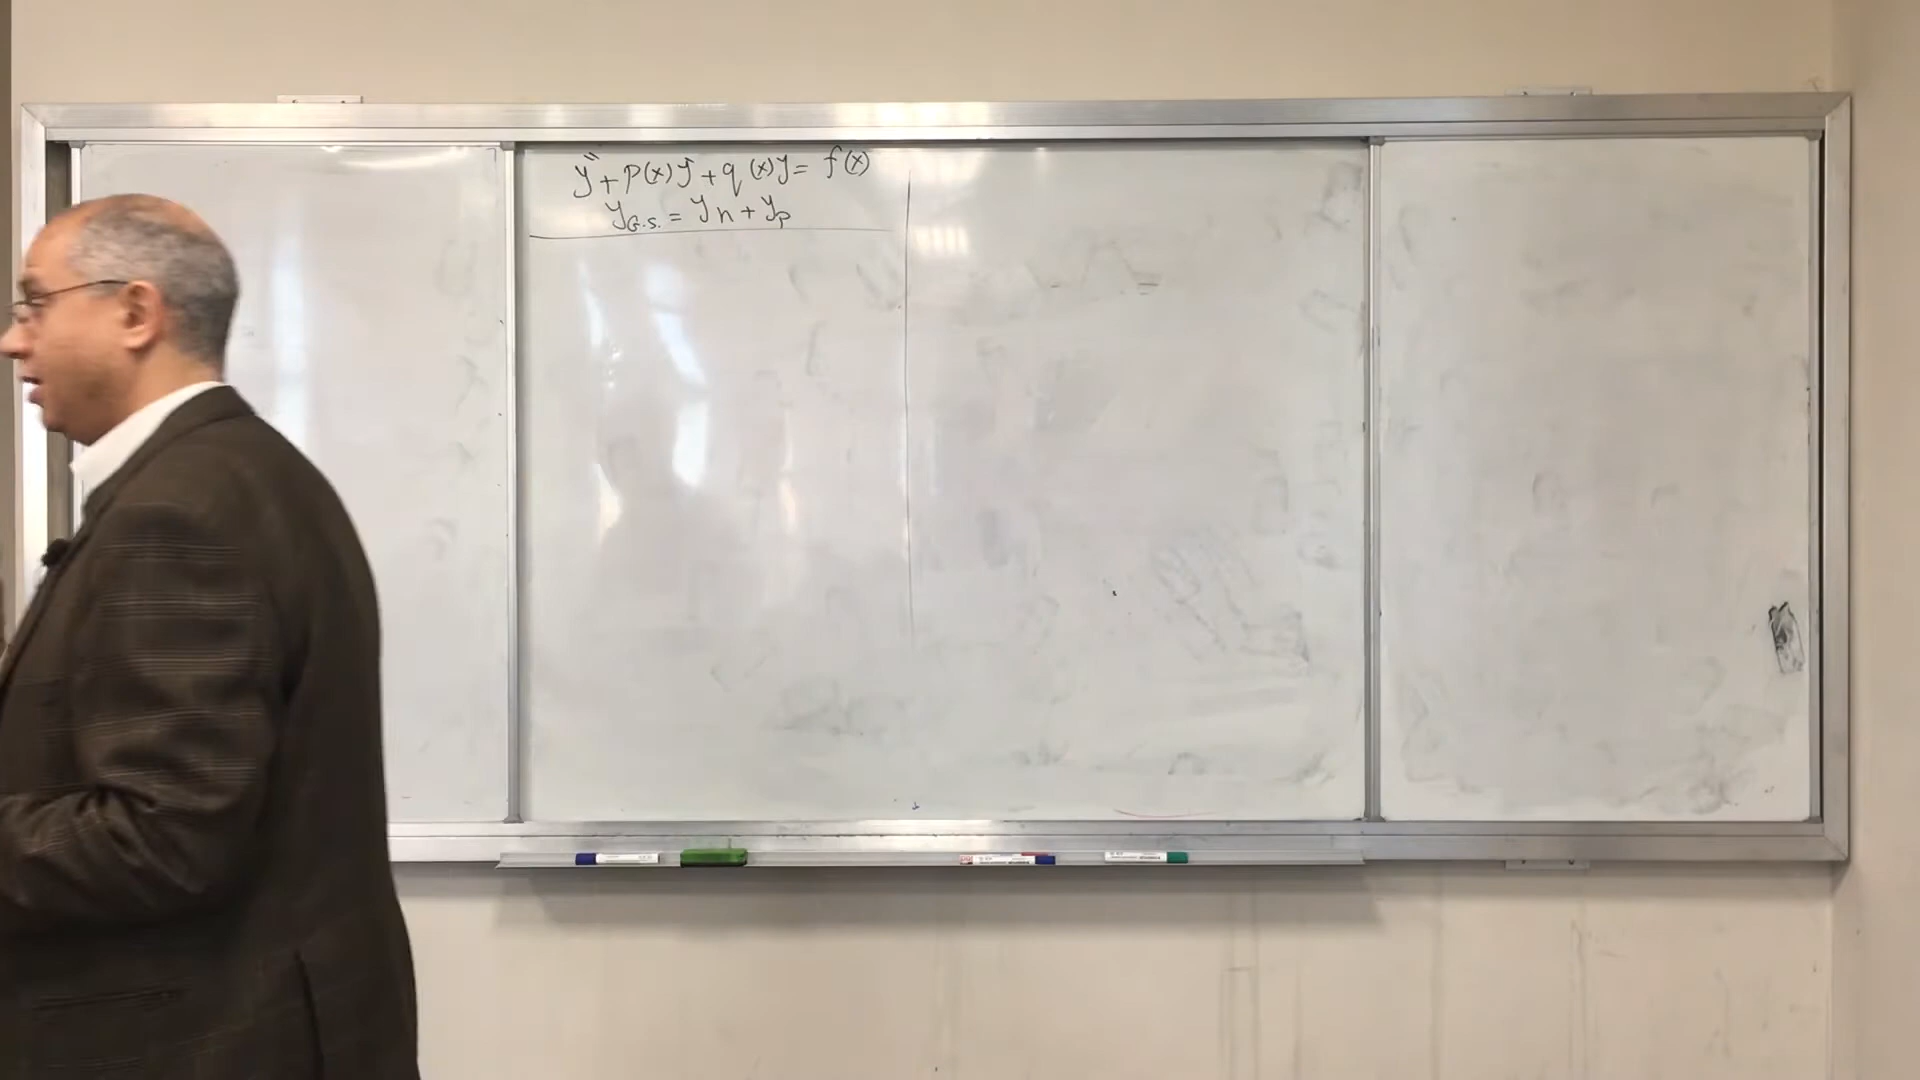 y'' + P(x)y' + q(x)y = f(x)
y_G.S. = y_h + y_p